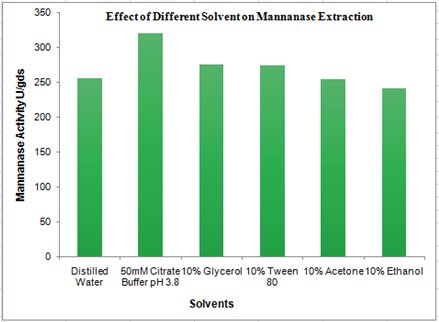 Effect of Different Solvent on Mannanase Extraction
Mannanase Activity U/gds
350
300
250
200
150
100
50
0
Distilled Water
50mM Citrate Buffer pH 3.8
10% Glycerol
10% Tween 80
10% Acetone
10% Ethanol
Solvents